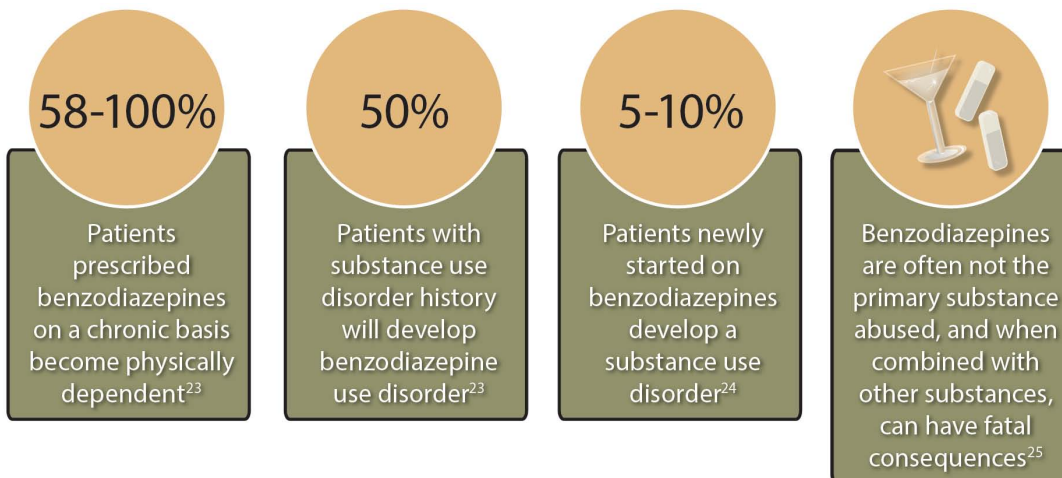 58-100%
Patients
prescribed
benzodiazepines
on a chronic basis
become physically
dependent23
50%
Patients with
substance use
disorder history
will develop
benzodiazepine
use disorder23
5-10%
Patients newly
started on
benzodiazepines
develop a
substance use
disorder24
Benzodiazepines
are often not the
primary substance
abused, and when
combined with
other substances,
can have fatal
consequences25